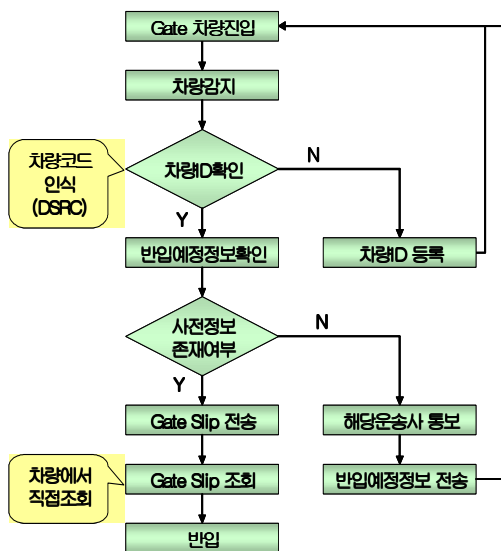 Gate 차량진입
차량감지
차량코드
인식
(DSRC)
차량ID확인
N
Y
반입예정정보확인
차량ID 등록
사전정보
존재여부
N
Y
Gate Slip 전송
해당운송사 통보
차량에서
직접조회
Gate Slip 조회
반입예정정보 전송
반입